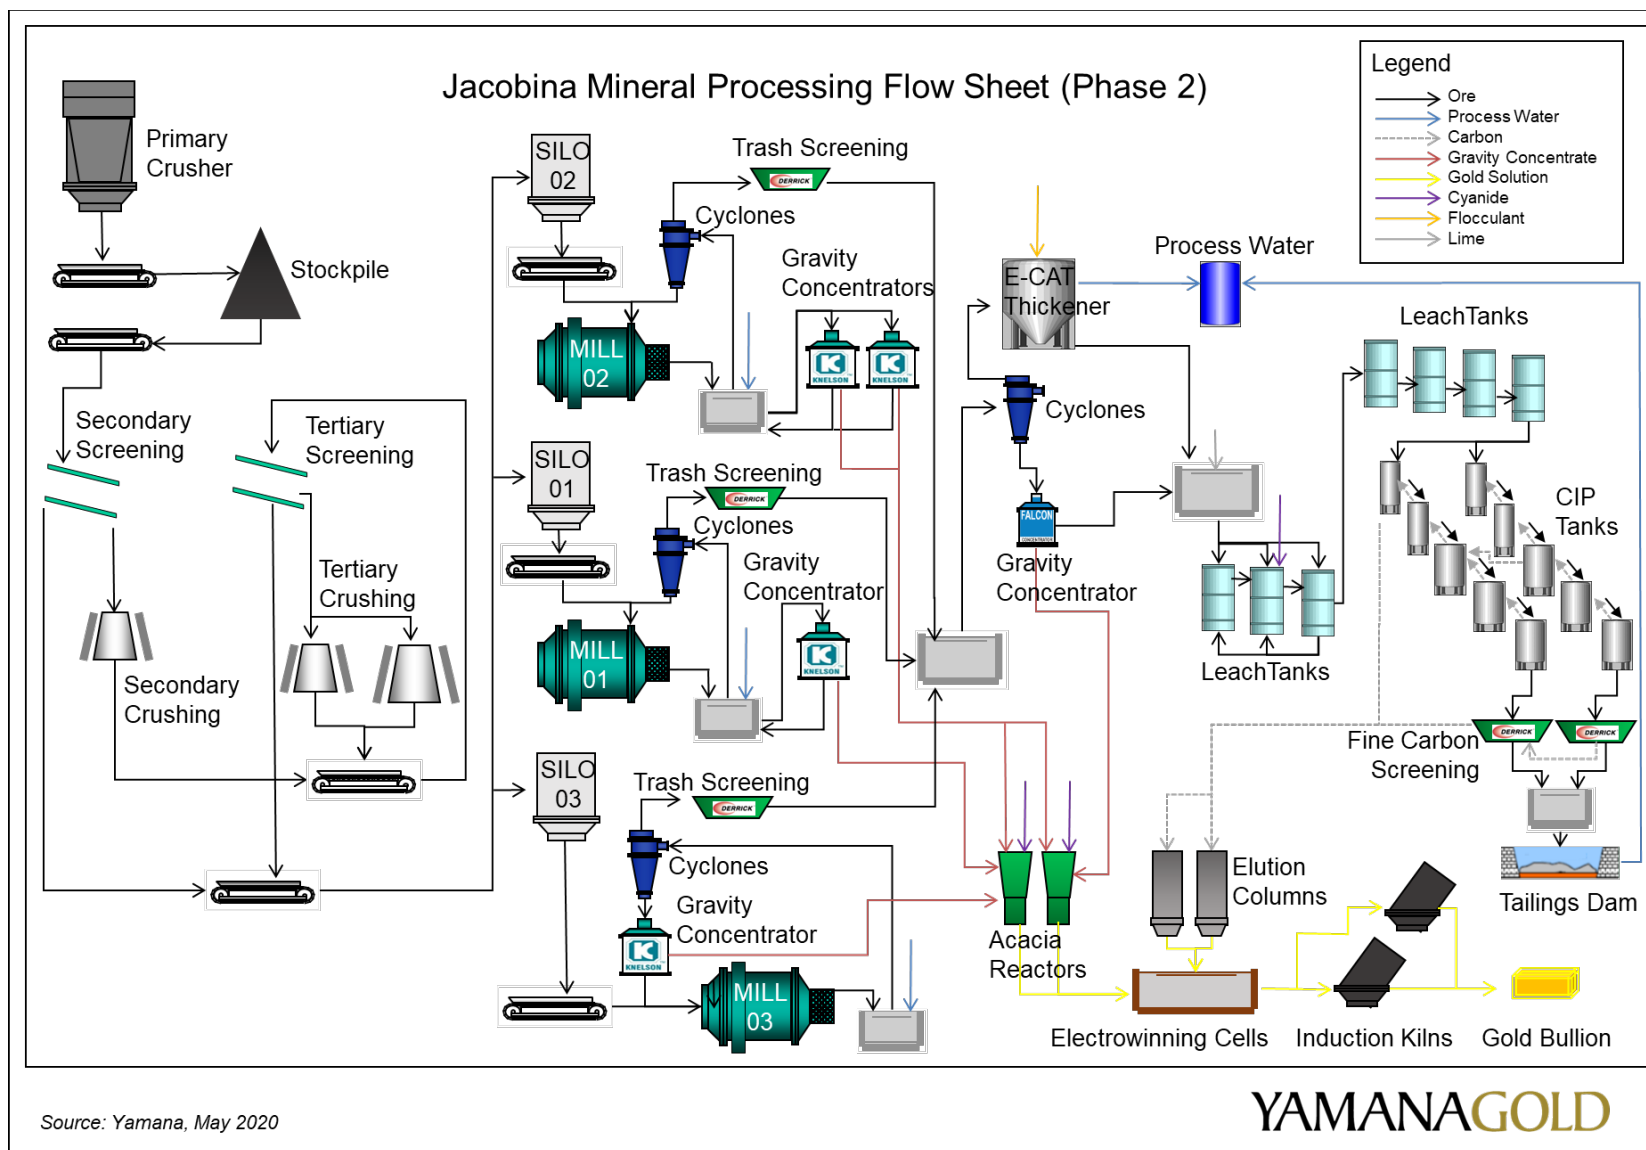 Jacobina Mineral Processing Flow Sheet (Phase 2)
Legend
Ore
Process Water
Carbon
Gravity Concentrate
Gold Solution
Cyanide
Flocculant
Lime
Primary
Crusher
Stockpile
Secondary
Screening
Tertiary
Screening
Tertiary
Crushing
Secondary
Crushing
SILO
02
Trash Screening
DERRICK
Cyclones
Gravity
Concentrators
MILL
02
K
KNELSON
K
KNELSON
SILO
01
Trash Screening
DERRICK
Cyclones
Gravity
Concentrator
MILL
01
K
KNELSON
SILO
03
Trash Screening
DERRICK
Cyclones
Gravity
Concentrator
K
KNELSON
MILL
03
E-CAT
Thickener
Process Water
Cyclones
FALCON
CONCENTRATOR
Gravity
Concentrator
LeachTanks
LeachTanks
CIP
Tanks
Fine Carbon
Screening
DERRICK
DERRICK
Tailings Dam
Acacia
Reactors
Elution
Columns
Electrowinning Cells
Induction Kilns
Gold Bullion
Source: Yamana, May 2020
YAMANAGOLD